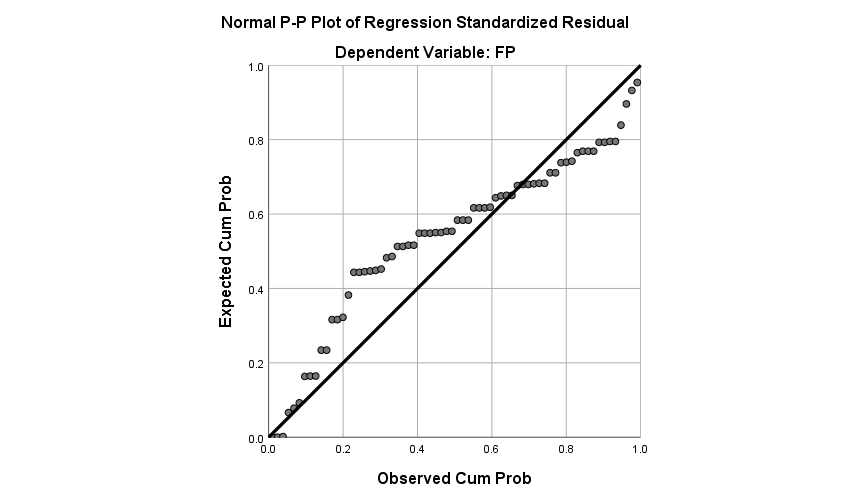 Normal P-P Plot of Regression Standardized Residual
Dependent Variable: FP
1.0
0.8
0.6
0.4
0.2
0.0
Expected Cum Prob
0.0 0.2 0.4 0.6 0.8 1.0
Observed Cum Prob